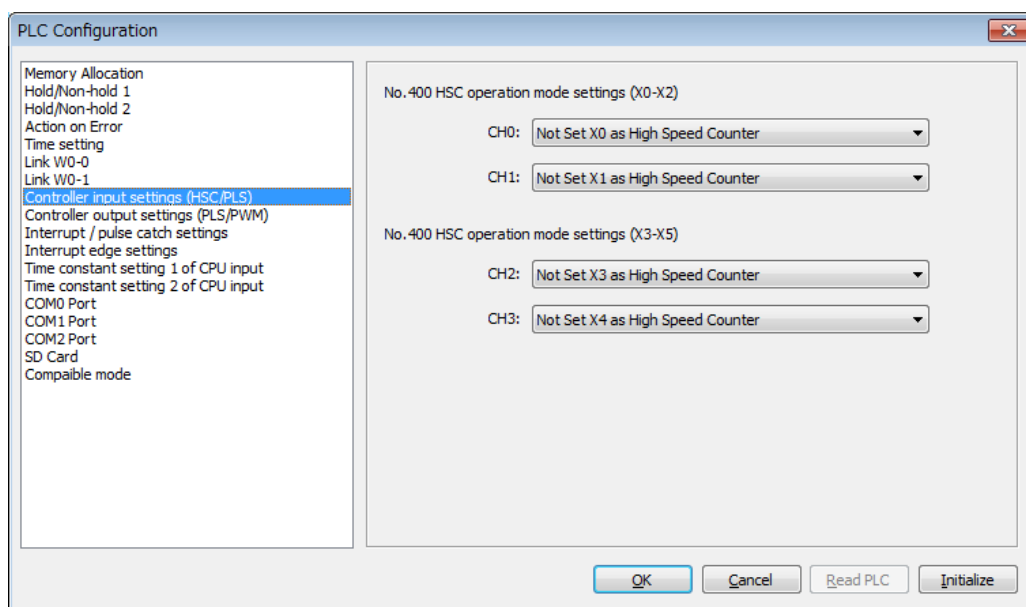 PLC Configuration
Memory Allocation
Hold/Non-hold 1
Hold/Non-hold 2
Action on Error
Time setting
Link W0-0
Link W0-1
Controller input settings (HSC/PLS)
Controller output settings (PLS/PWM)
Interrupt / pulse catch settings
Interrupt edge settings
Time constant setting 1 of CPU input
Time constant setting 2 of CPU input
COM0 Port
COM1 Port
COM2 Port
SD Card
Compaible mode
No.400 HSC operation mode settings (X0-X2)
CH0: Not Set X0 as High Speed Counter
CH1: Not Set X1 as High Speed Counter
No.400 HSC operation mode settings (X3-X5)
CH2: Not Set X3 as High Speed Counter
CH3: Not Set X4 as High Speed Counter
OK Cancel Read PLC Initialize